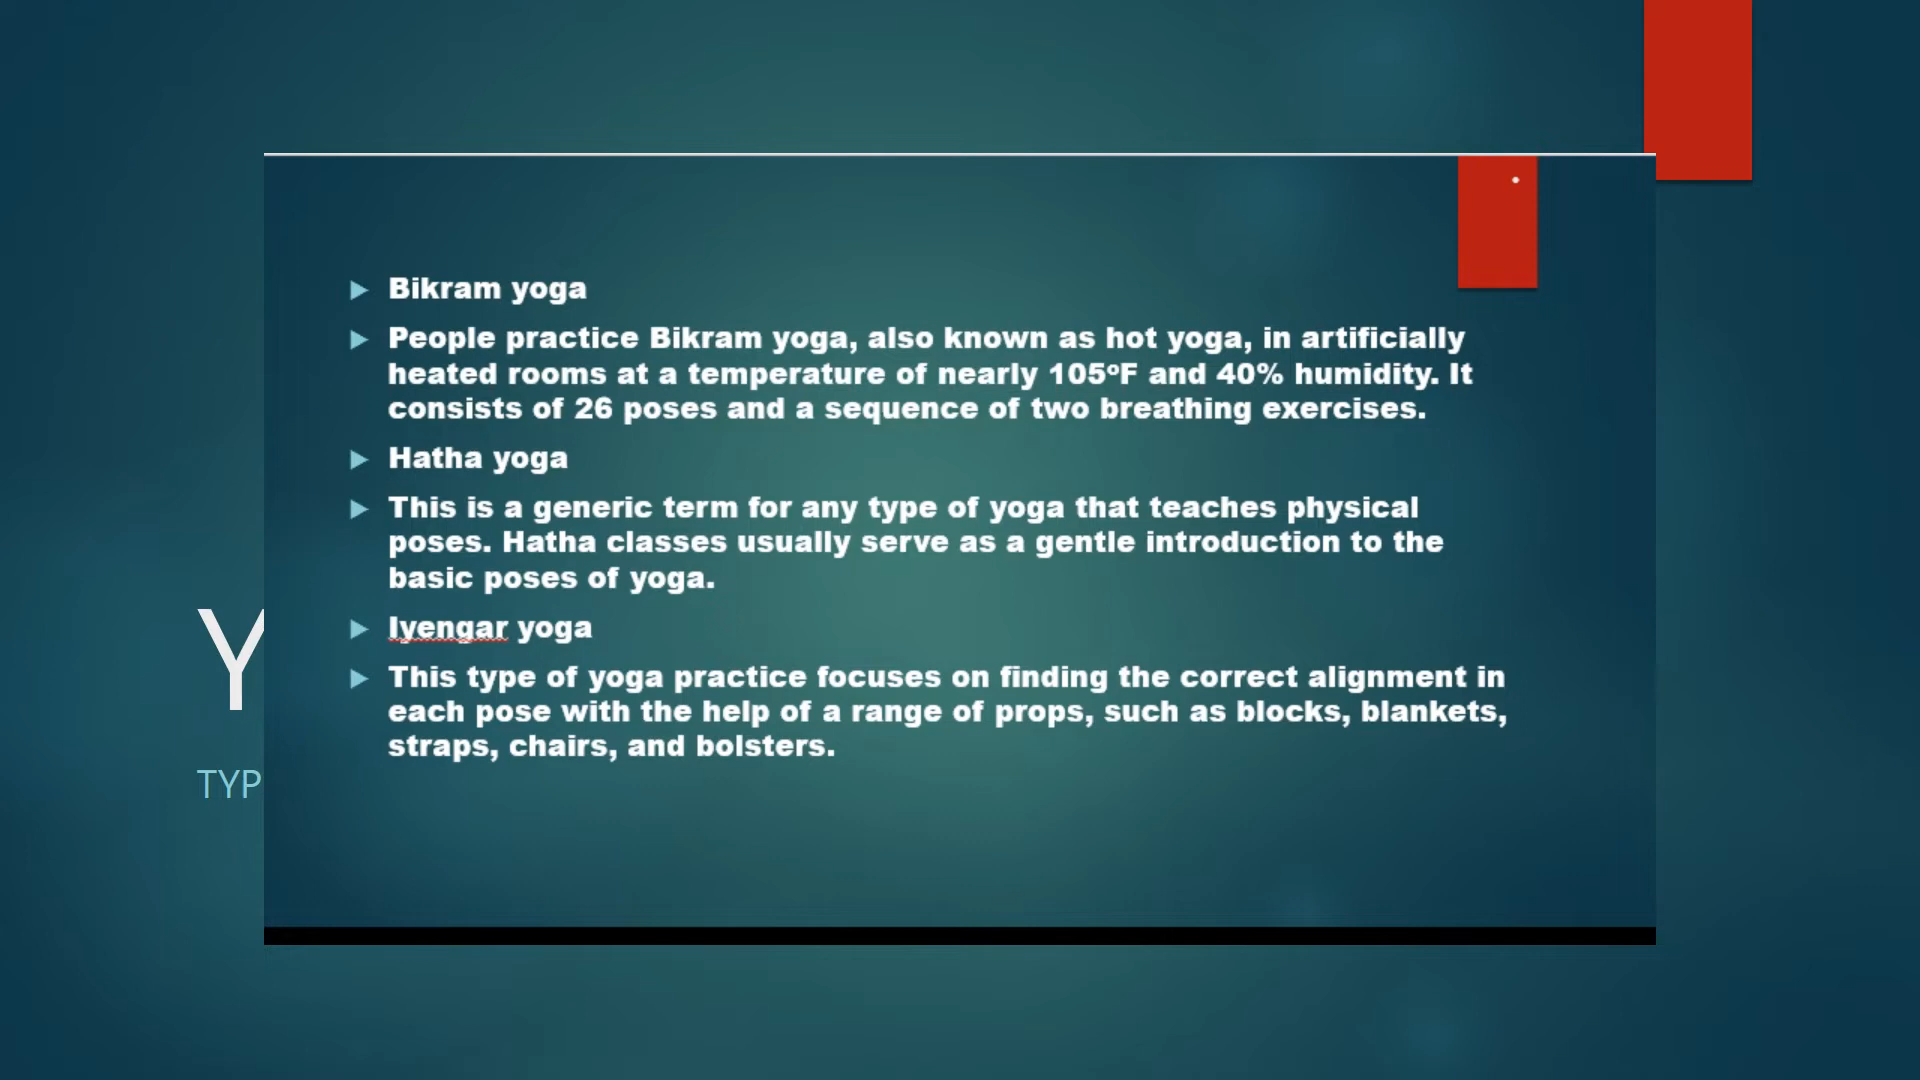 Bikram yoga
People practice Bikram yoga, also known as hot yoga, in artificially
heated rooms at a temperature of nearly 105ºF and 40% humidity. It
consists of 26 poses and a sequence of two breathing exercises.
Hatha yoga
This is a generic term for any type of yoga that teaches physical
poses. Hatha classes usually serve as a gentle introduction to the
basic poses of yoga.
Iyengar yoga
This type of yoga practice focuses on finding the correct alignment in
each pose with the help of a range of props, such as blocks, blankets,
straps, chairs, and bolsters.
Y
TYP